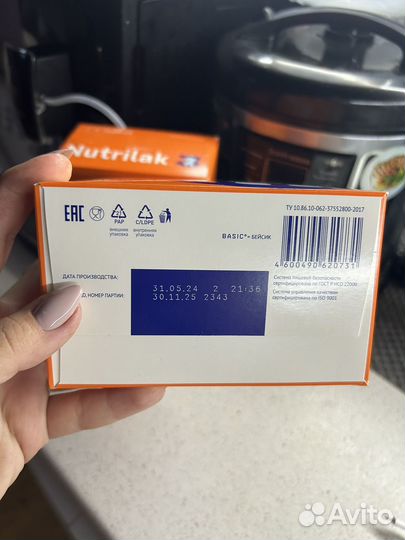 Nutrilak 2
ТУ 10.86.10-062-37552800-2017
EAC
PAP
C/LDPE
внешняя упаковка
внутренняя упаковка
BASIC* - БЕЙСИК
4 600490 620731
Система пищевой безопасности
сертифицирована по ГОСТ Р ИСО 22000
Система управления качеством
сертифицирована по ISO 9001
ДАТА ПРОИЗВОДСТВА:
31.05.24 2 21:36
НОМЕР ПАРТИИ:
30.11.25 2343
Avito